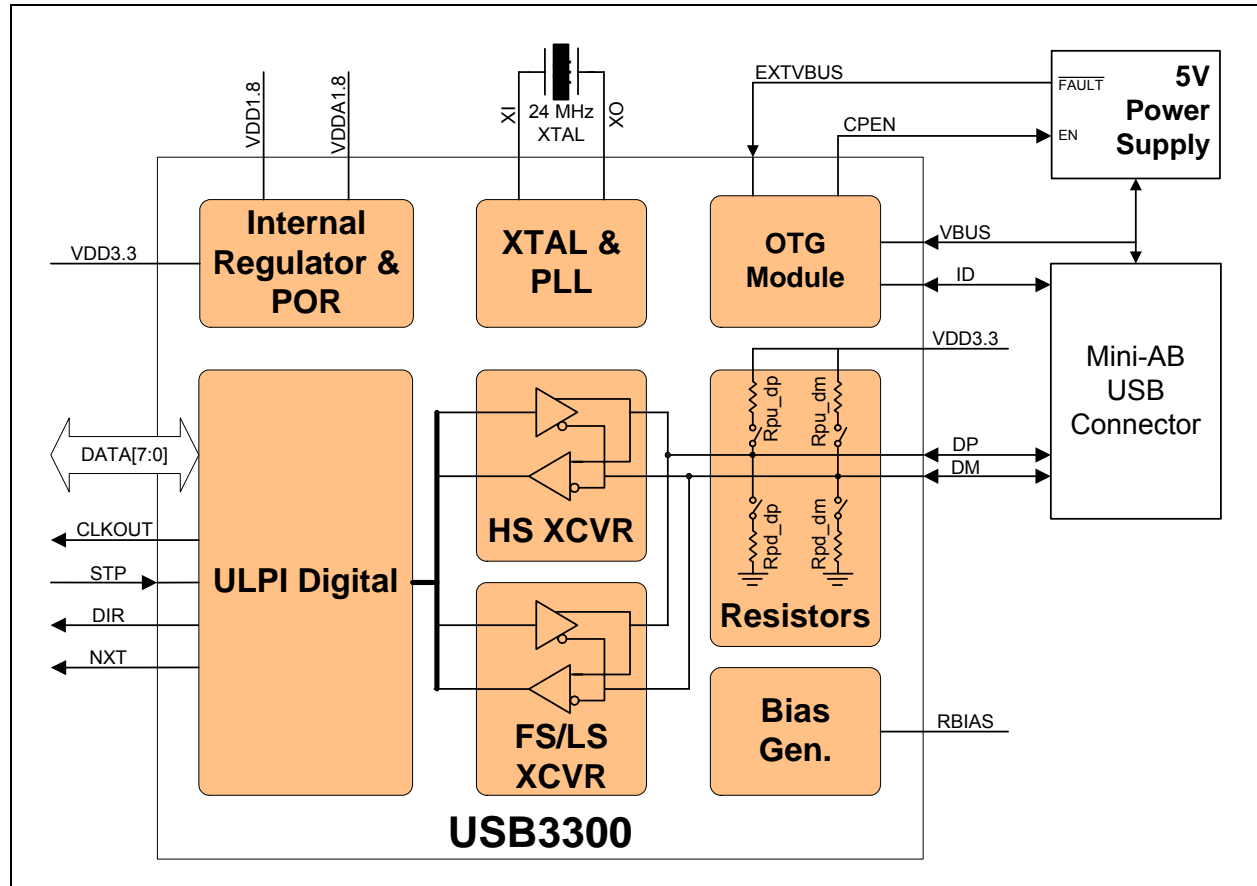 EXTVBUS
FAULT
5V
Power
Supply
CPEN
EN
VDD1.8
VDDA1.8
XI
24 MHz
XTAL
XO
Internal
Regulator &
POR
VDD3.3
XTAL &
PLL
OTG
Module
VBUS
ID
VDD3.3
Mini-AB
USB
Connector
Rpu_dp
Rpu_dm
DP
DM
Rpd_dp
Rpd_dm
Resistors
HS XCVR
DATA[7:0]
CLKOUT
STP
DIR
NXT
ULPI Digital
FS/LS
XCVR
Bias
Gen.
RBIAS
USB3300